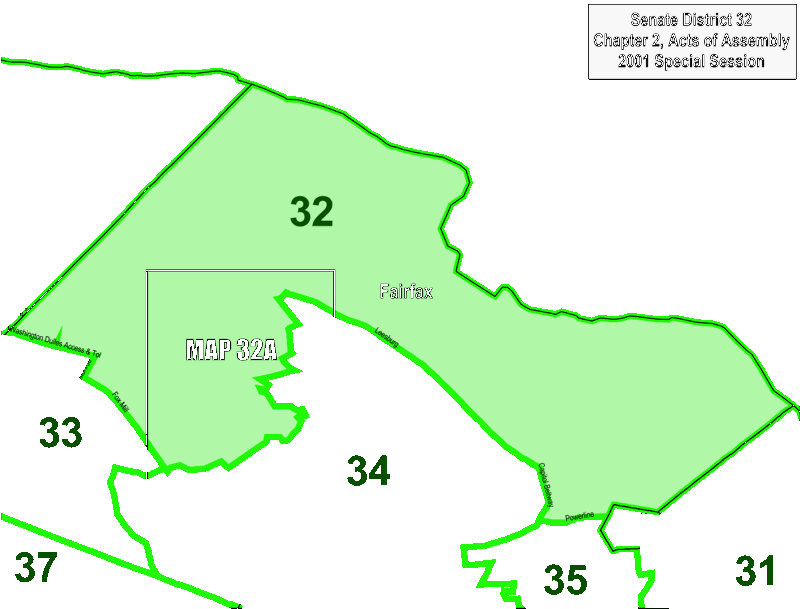 Senate District 32
Chapter 2, Acts of Assembly
2001 Special Session
32
Fairfax
Washington Dulles Access & Tol
Leesburg
MAP 32A
Fox Mill
33
34
Capital Beltway
Powerline
37
35
31